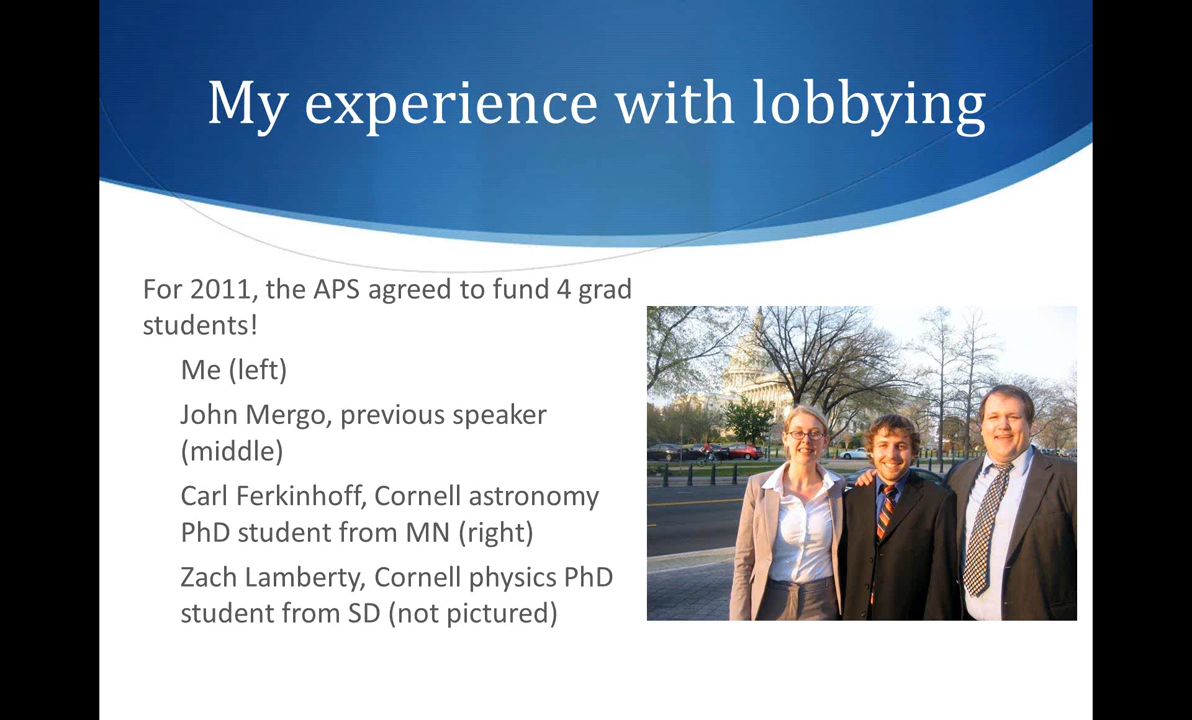 My experience with lobbying
For 2011, the APS agreed to fund 4 grad
students!
Me (left)
John Mergo, previous speaker
(middle)
Carl Ferkinhoff, Cornell astronomy
PhD student from MN (right)
Zach Lamberty, Cornell physics PhD
student from SD (not pictured)